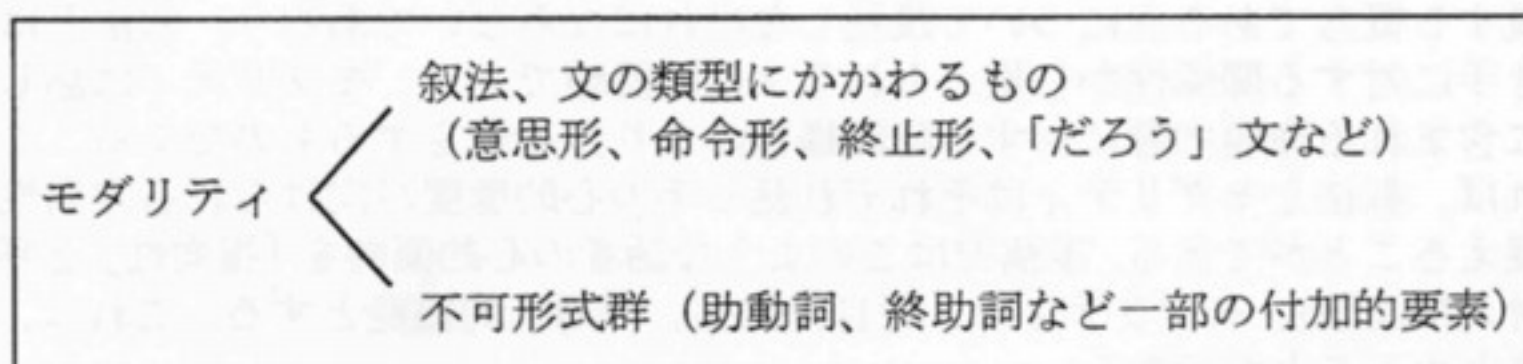 叙法、文の類型にかかわるもの
（意思形、命令形、終止形、「だろう」文など）
モダリティ
不可形式群（助動詞、終助詞など一部の付加的要素）